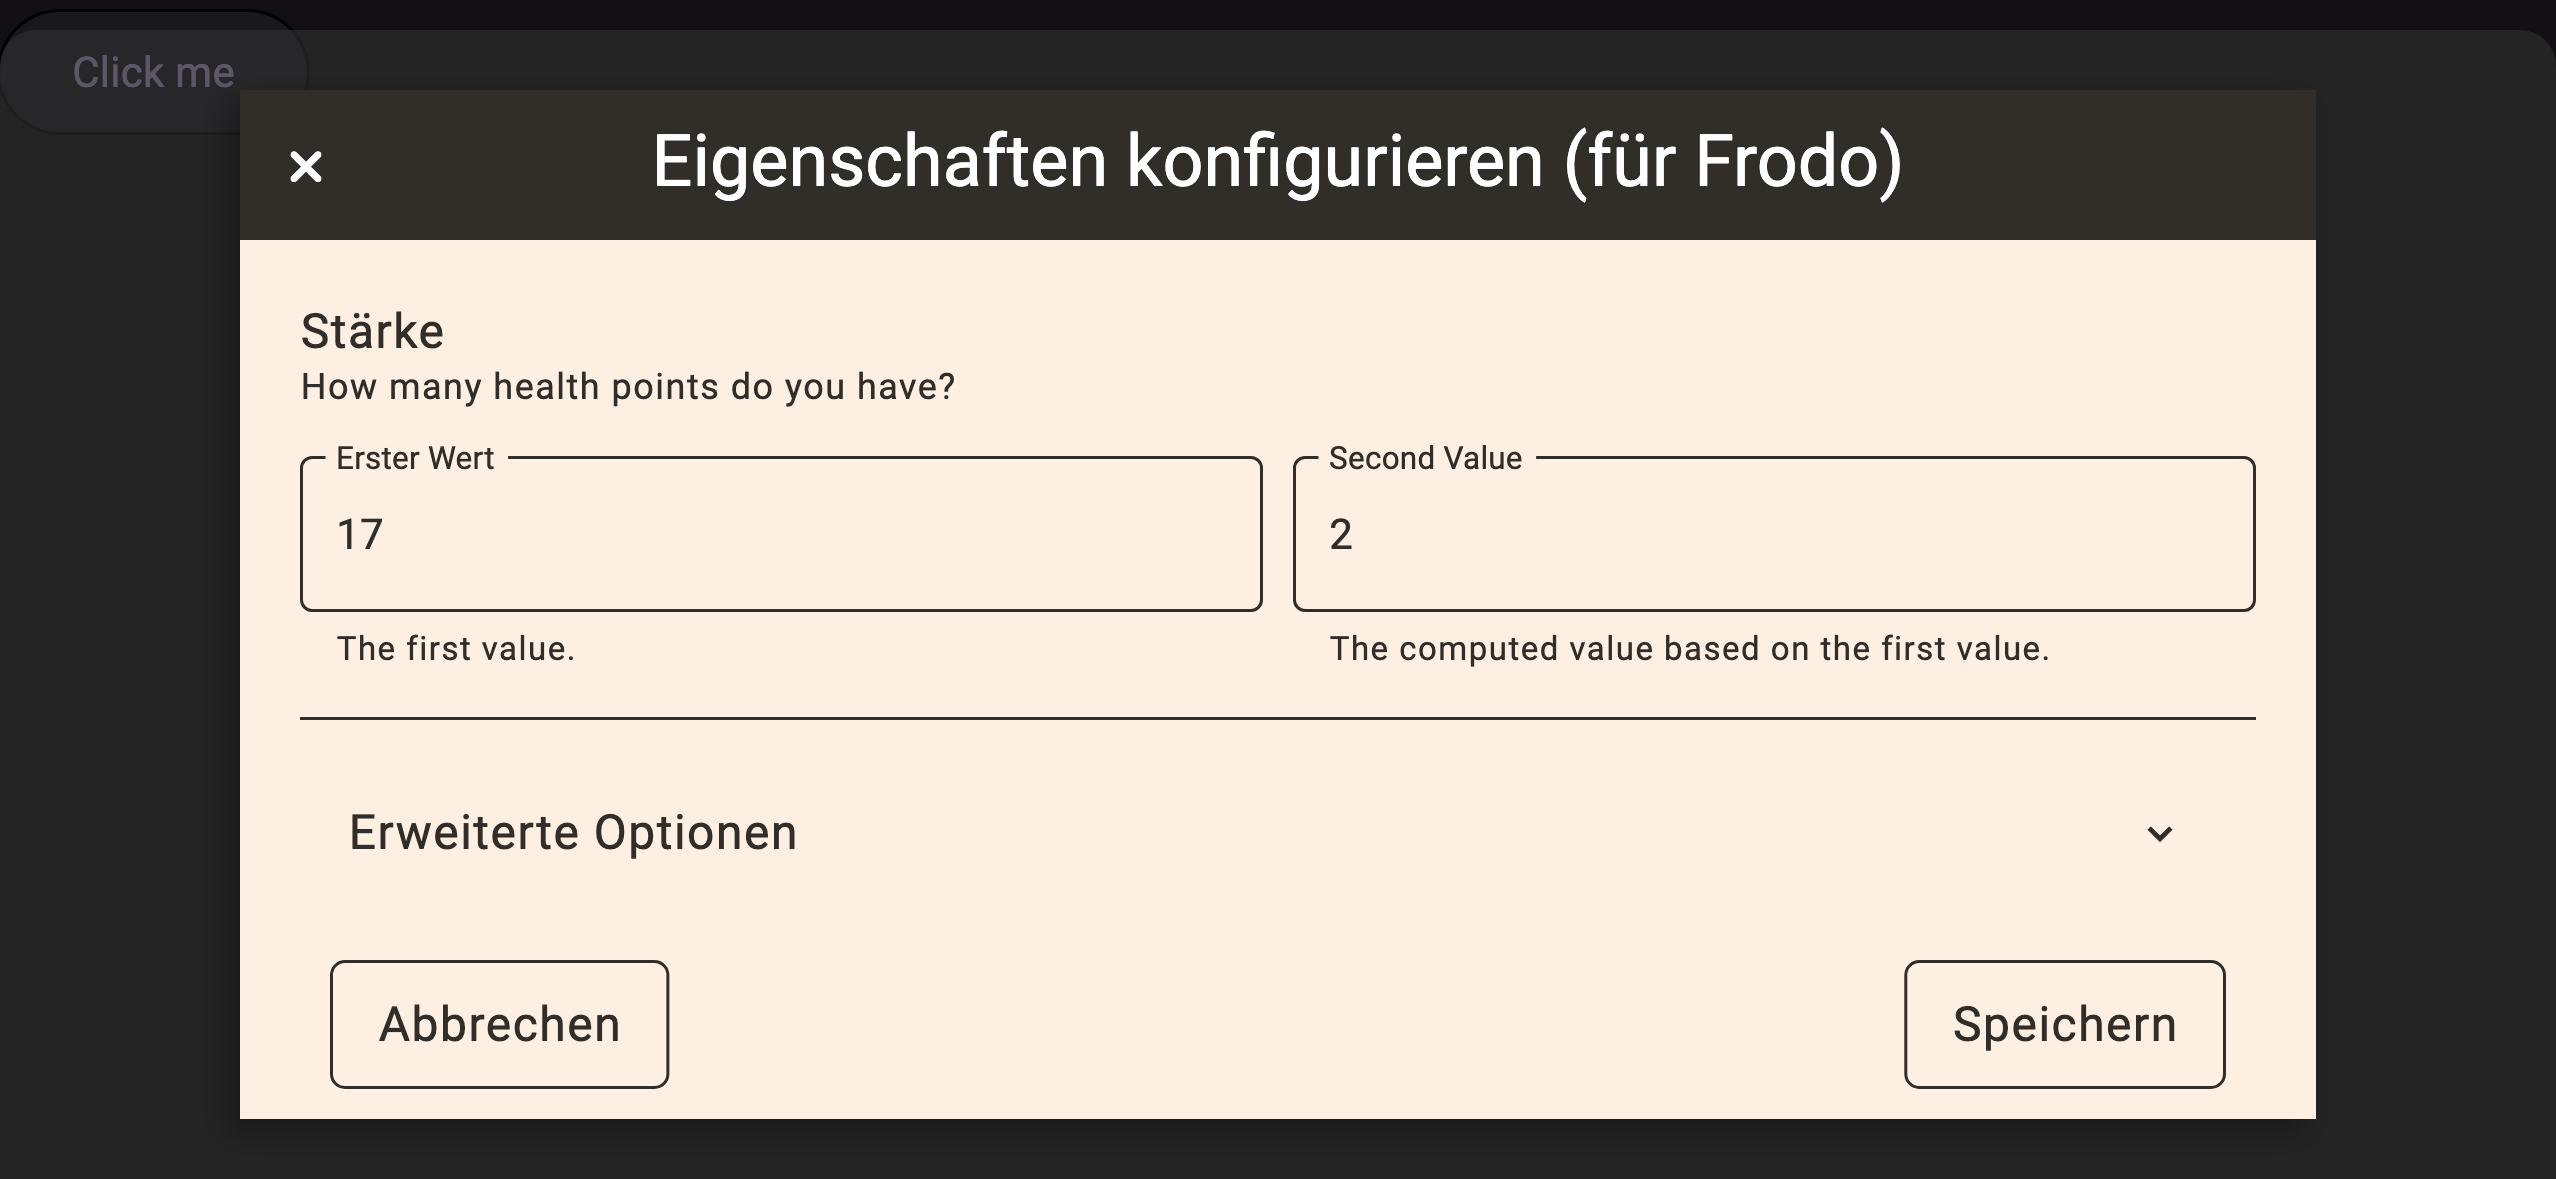 Click me
Eigenschaften konfigurieren (für Frodo)
Stärke
How many health points do you have?
Erster Wert
17
The first value.
Second Value
2
The computed value based on the first value.
Erweiterte Optionen
Abbrechen
Speichern